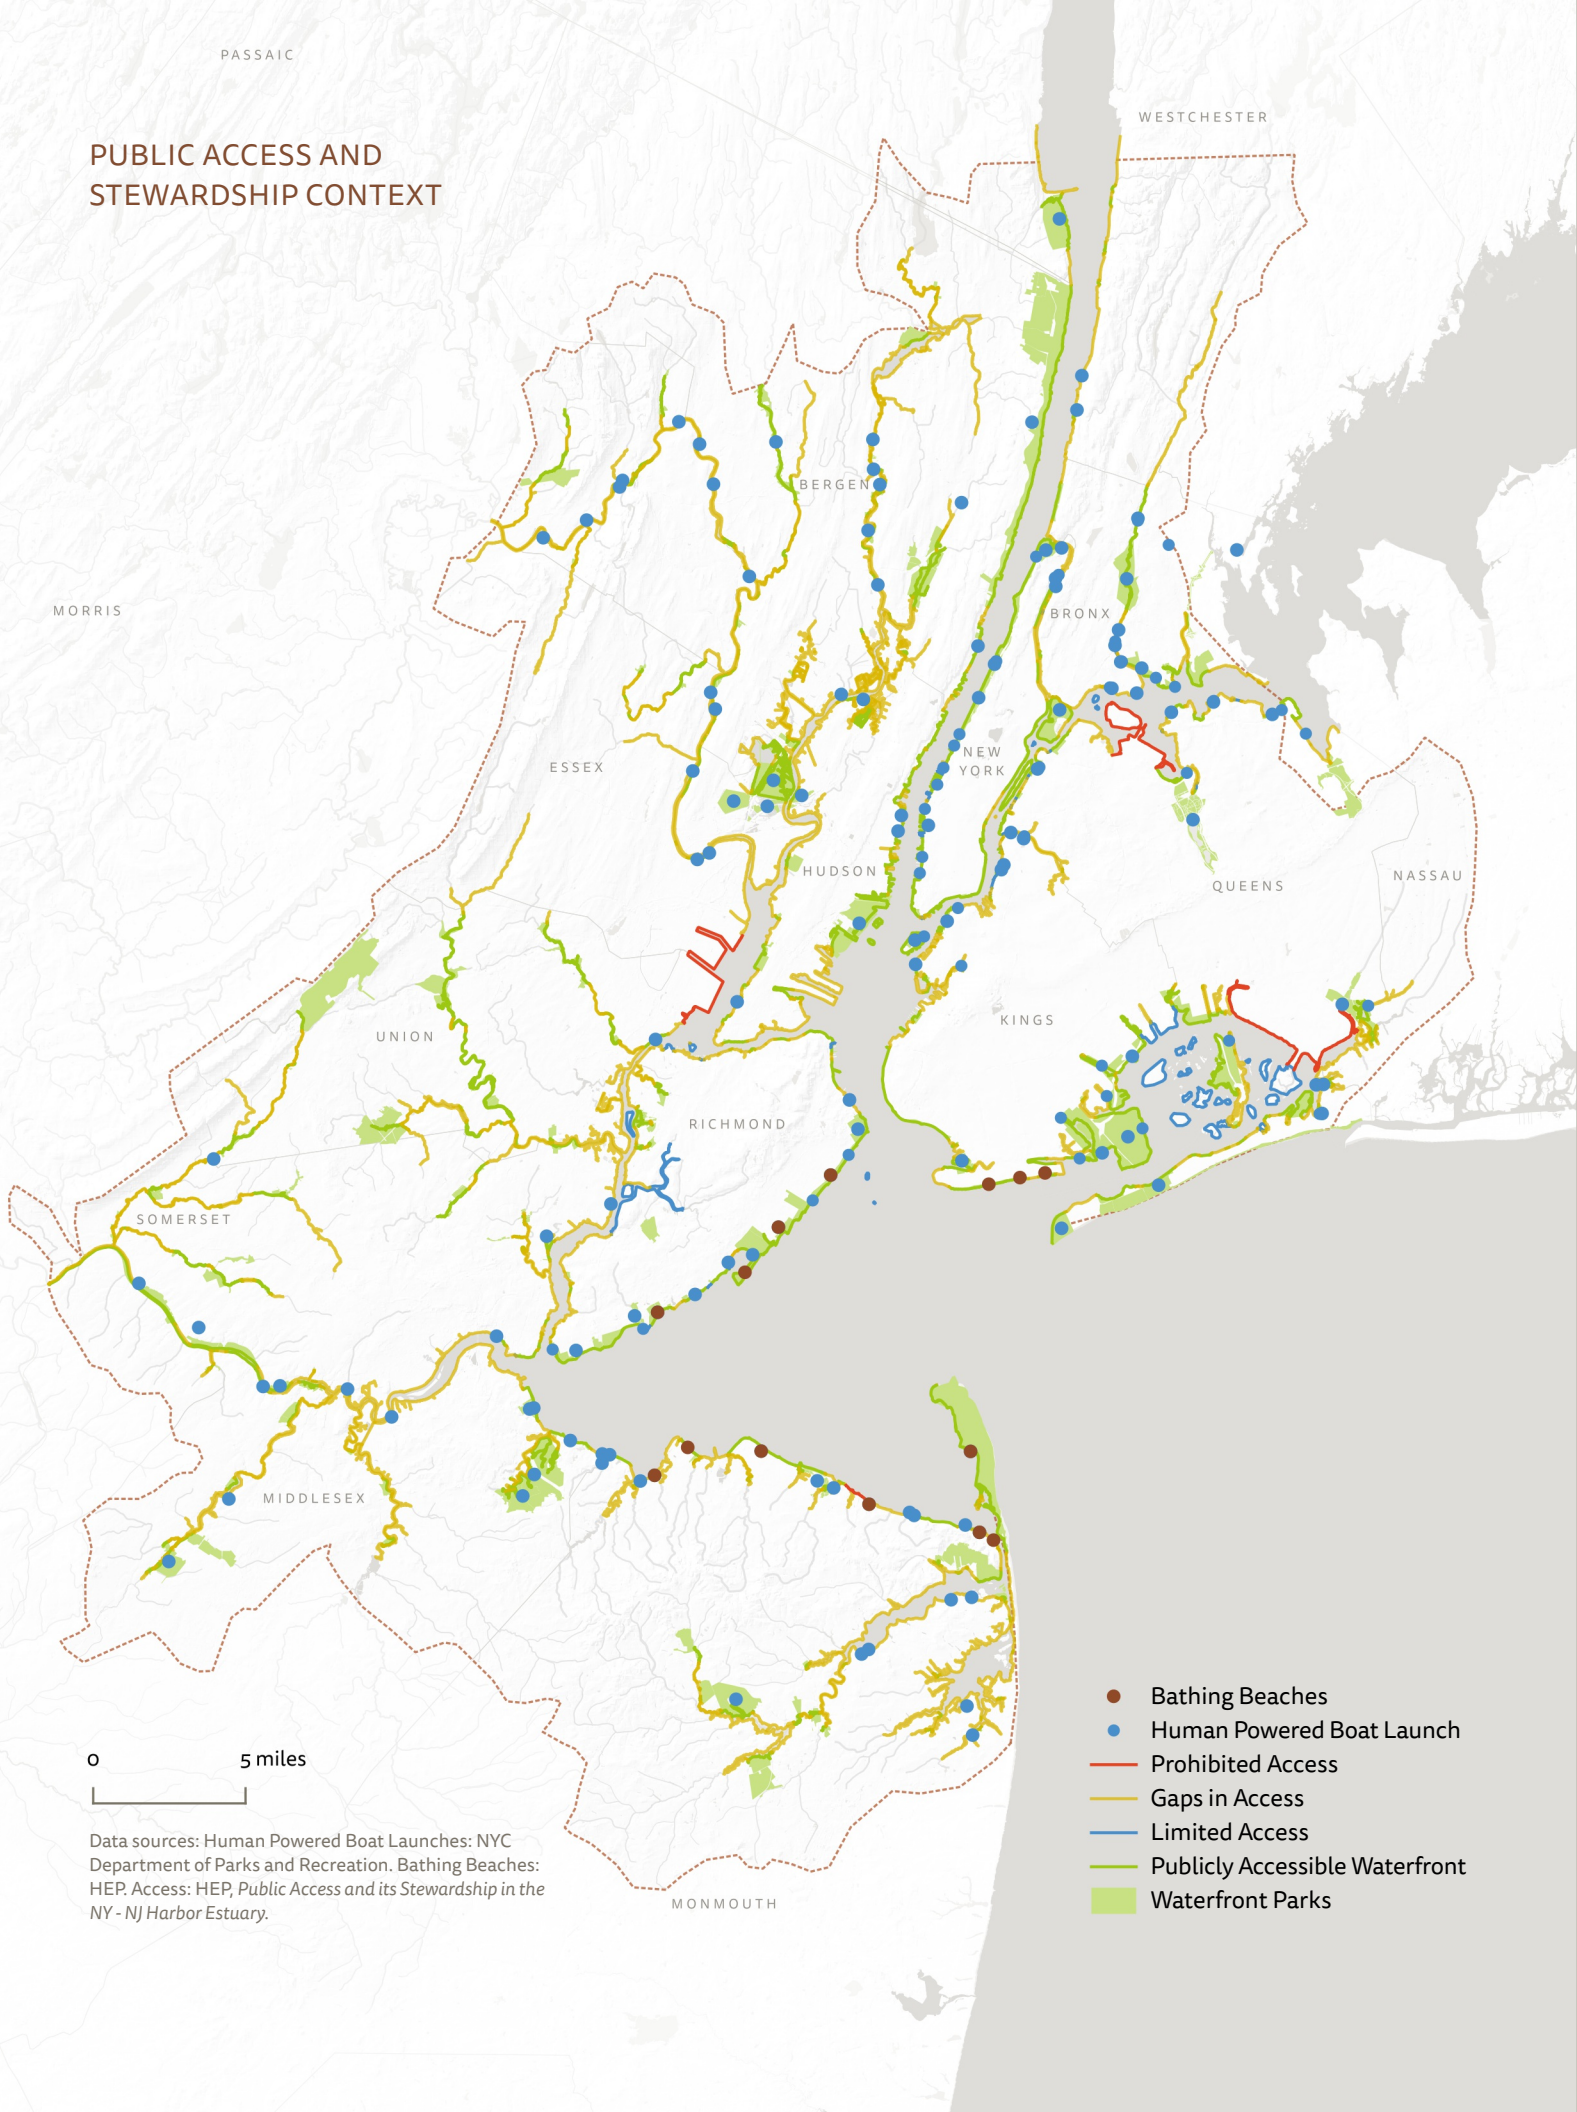 PASSAIC
WESTCHESTER
PUBLIC ACCESS AND
STEWARDSHIP CONTEXT
BERGEN
MORRIS
BRONX
NEW
YORK
ESSEX
HUDSON
NASSAU
QUEENS
KINGS
UNION
RICHMOND
SOMERSET
MIDDLESEX
Bathing Beaches
Human Powered Boat Launch
Prohibited Access
Gaps in Access
Limited Access
Publicly Accessible Waterfront
Waterfront Parks
0 5 miles
Data sources: Human Powered Boat Launches: NYC
Department of Parks and Recreation. Bathing Beaches:
HEP. Access: HEP, Public Access and its Stewardship in the
NY - NJ Harbor Estuary.
MONMOUTH